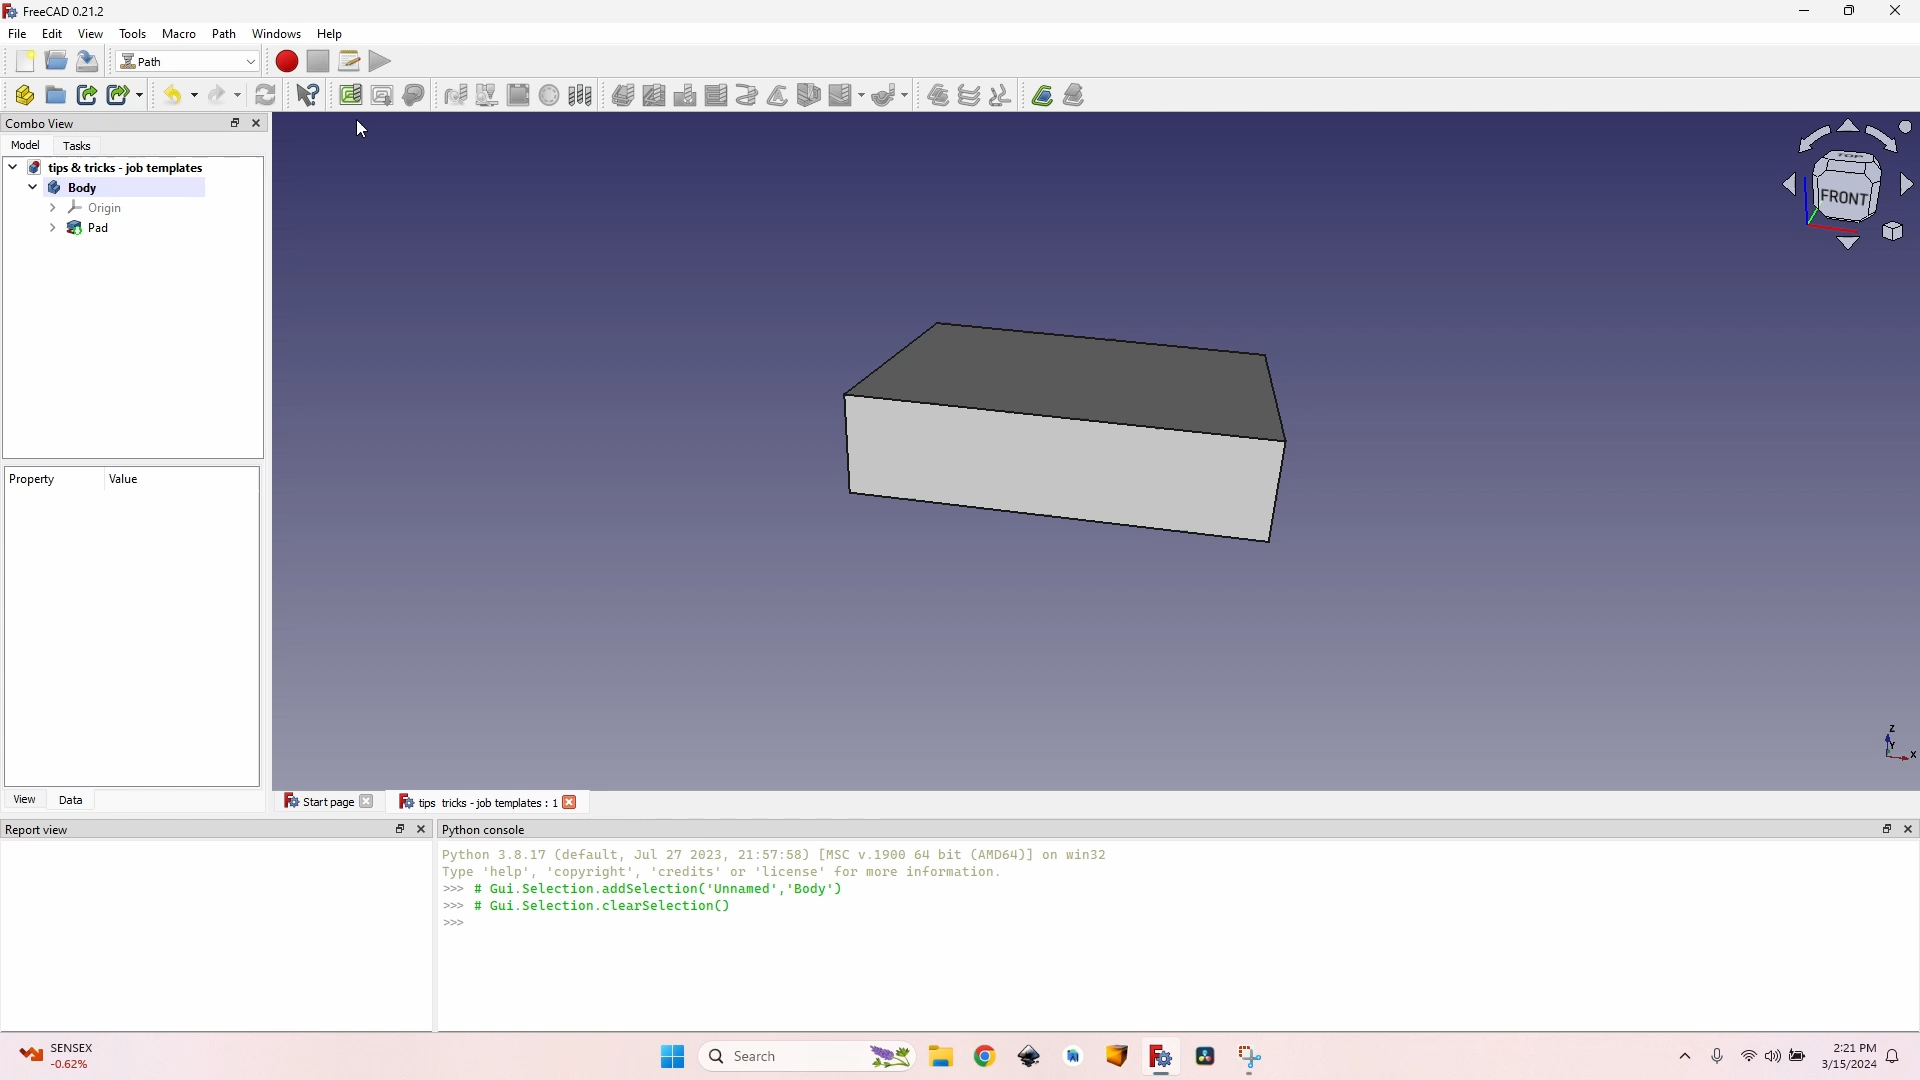 FreeCAD 0.21.2
File Edit View Tools Macro Path Windows Help
Path
Combo View
Model Tasks
tips & tricks - job templates
Body
Origin
Pad
TOP
FRONT
Property Value
Z
Y
X
View Data
Start page tips tricks - job templates : 1
Report view
Python console
Python 3.8.17 (default, Jul 27 2023, 21:57:58) [MSC v.1900 64 bit (AMD64)] on win32
Type 'help', 'copyright', 'credits' or 'license' for more information.
>>> # Gui.Selection.addSelection('Unnamed','Body')
>>> # Gui.Selection.clearSelection()
>>>
SENSEX
-0.62%
Search
2:21 PM
3/15/2024